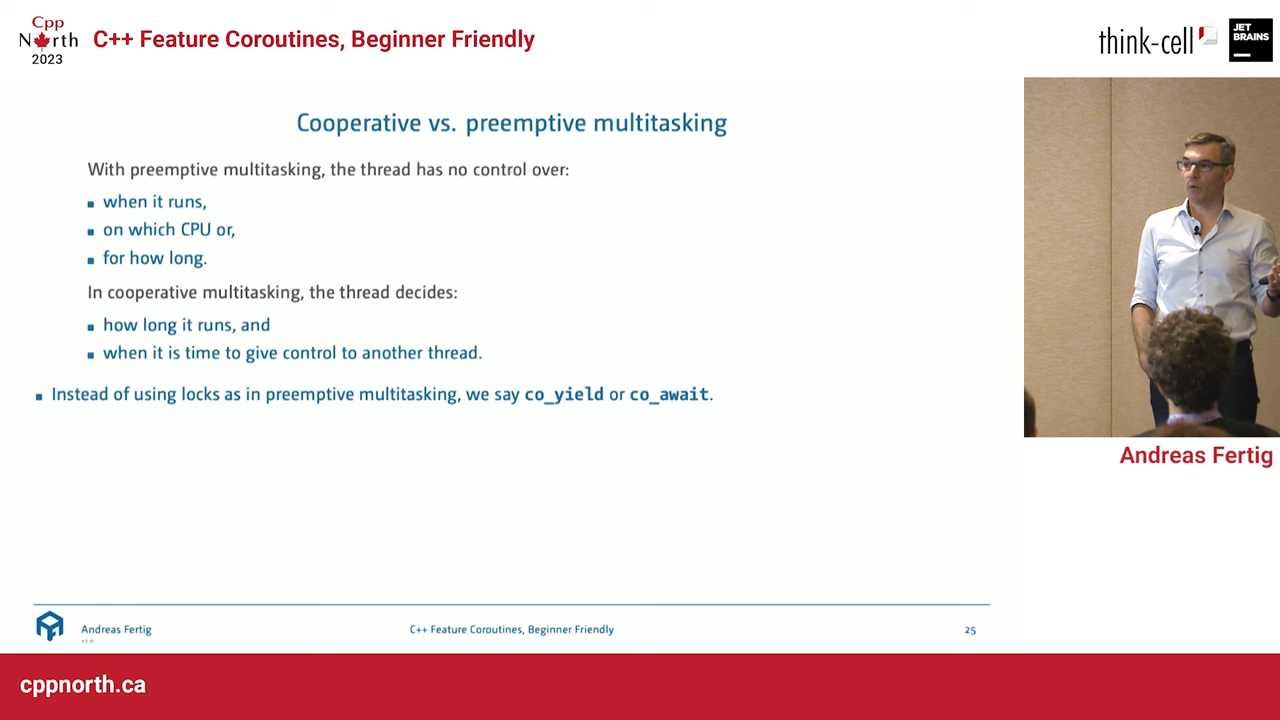 Cpp
North
2023
C++ Feature Coroutines, Beginner Friendly
think-cell
JET
BRAINS
Cooperative vs. preemptive multitasking
With preemptive multitasking, the thread has no control over:
when it runs,
on which CPU or,
for how long.
In cooperative multitasking, the thread decides:
how long it runs, and
when it is time to give control to another thread.
Instead of using locks as in preemptive multitasking, we say co_yield or co_await.
Andreas Fertig
Andreas Fertig
C++ Feature Coroutines, Beginner Friendly
25
cppnorth.ca